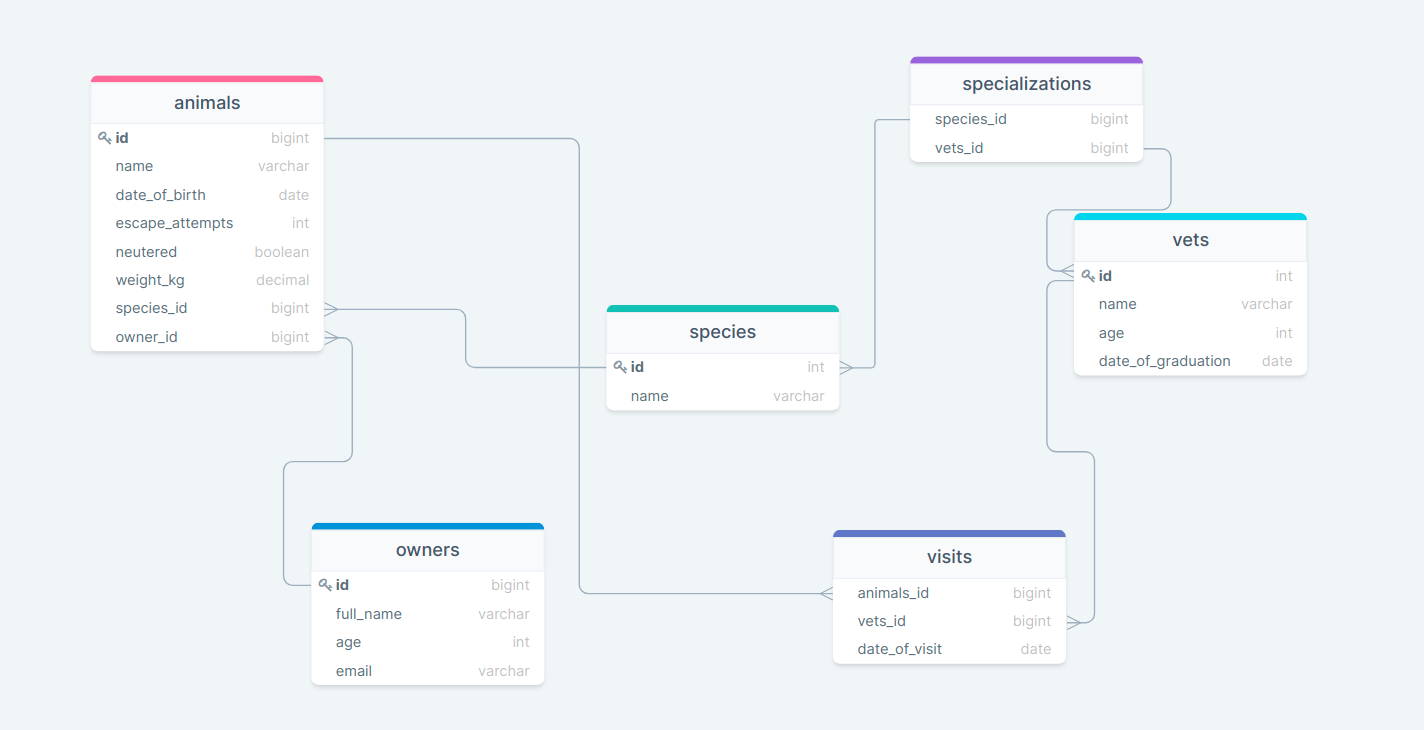 animals
id bigint
name varchar
date_of_birth date
escape_attempts int
neutered boolean
weight_kg decimal
species_id bigint
owner_id bigint
specializations
species_id bigint
vets_id bigint
vets
id int
name varchar
age int
date_of_graduation date
species
id int
name varchar
owners
id bigint
full_name varchar
age int
email varchar
visits
animals_id bigint
vets_id bigint
date_of_visit date